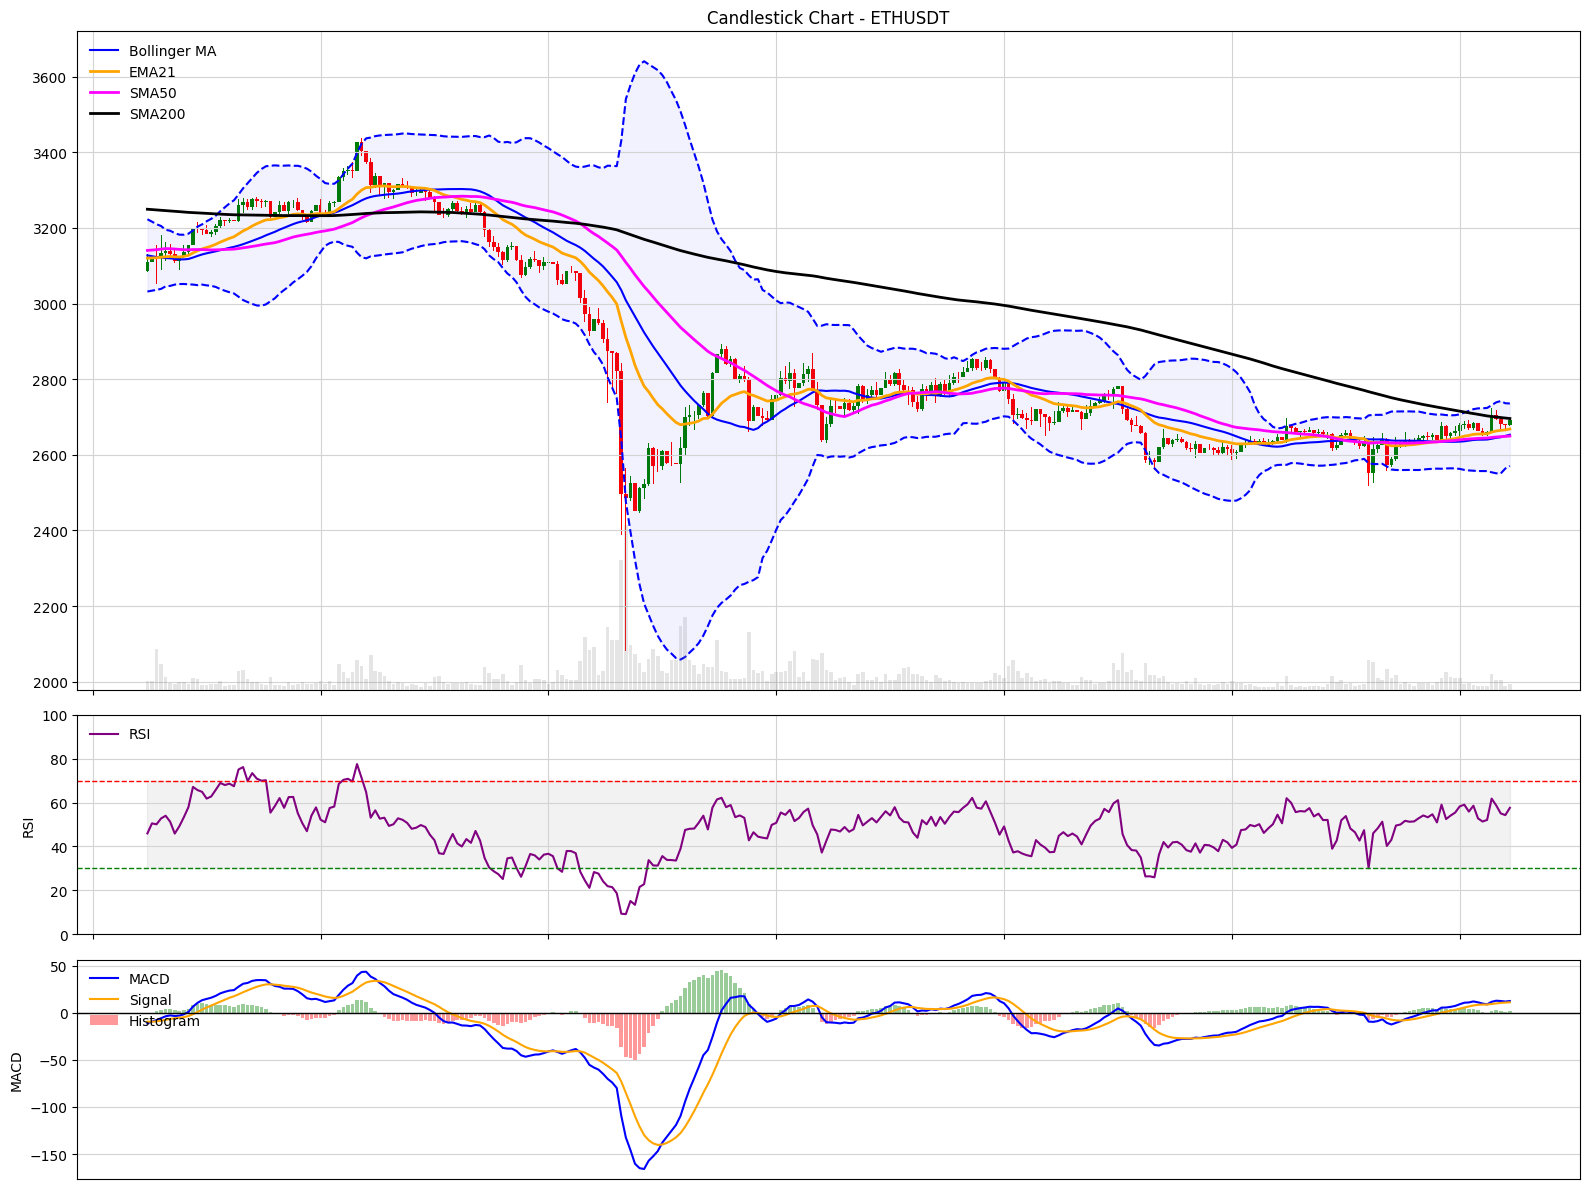 Candlestick Chart - ETHUSDT
Bollinger MA
EMA21
SMA50
SMA200
3600
3400
3200
3000
2800
2600
2400
2200
2000
RSI
RSI
100
80
60
40
20
0
MACD
Signal
Histogram
MACD
50
0
−50
−100
−150